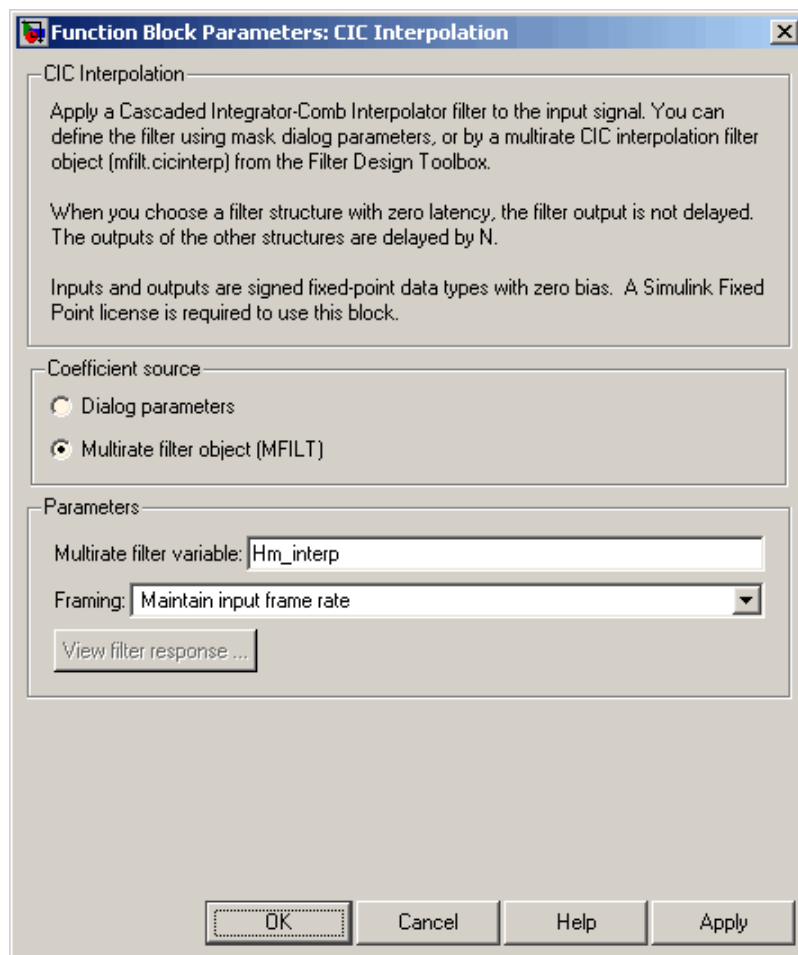 Function Block Parameters: CIC Interpolation
CIC Interpolation
Apply a Cascaded Integrator-Comb Interpolator filter to the input signal. You can
define the filter using mask dialog parameters, or by a multirate CIC interpolation filter
object (mfilt.cicinterp) from the Filter Design Toolbox.
When you choose a filter structure with zero latency, the filter output is not delayed.
The outputs of the other structures are delayed by N.
Inputs and outputs are signed fixed-point data types with zero bias.  A Simulink Fixed
Point license is required to use this block.
Coefficient source
Dialog parameters
Multirate filter object (MFILT)
Parameters
Multirate filter variable: Hm_interp
Framing: Maintain input frame rate
View filter response ...
OK Cancel Help Apply